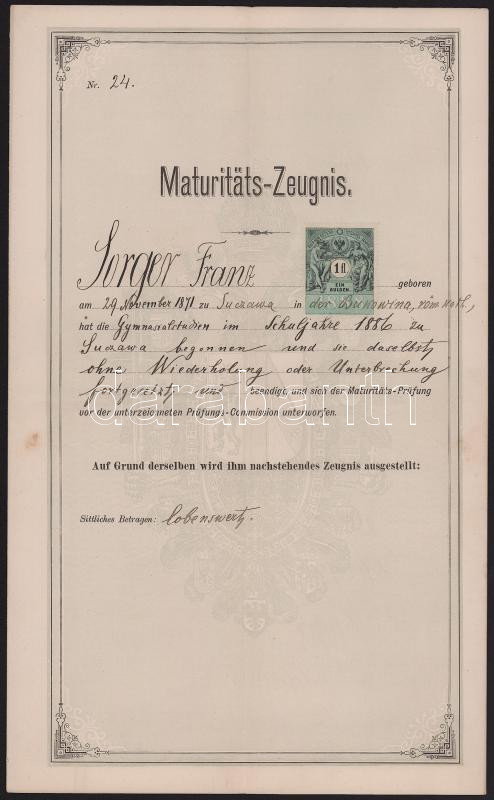 Nr. 24.
Maturitäts-Zeugnis.
Sorger Franz geboren
1 fl
EIN
GULDEN
am 29 November 1871 zu Suczawa in der Bukowina, röm. kath.,
hat die Gymnasialstudien im Schuljahre 1886 zu
Suczawa begonnen und sie daselbst
ohne Wiederholung oder Unterbrechung
fortgesetzt und beendigt, und sich der Maturitäts-Prüfung
vor der unterzeichneten Prüfungs-Commission unterworfen.
darabanth
Auf Grund derselben wird ihm nachstehendes Zeugnis ausgestellt:
Sittliches Betragen: lobenswert.